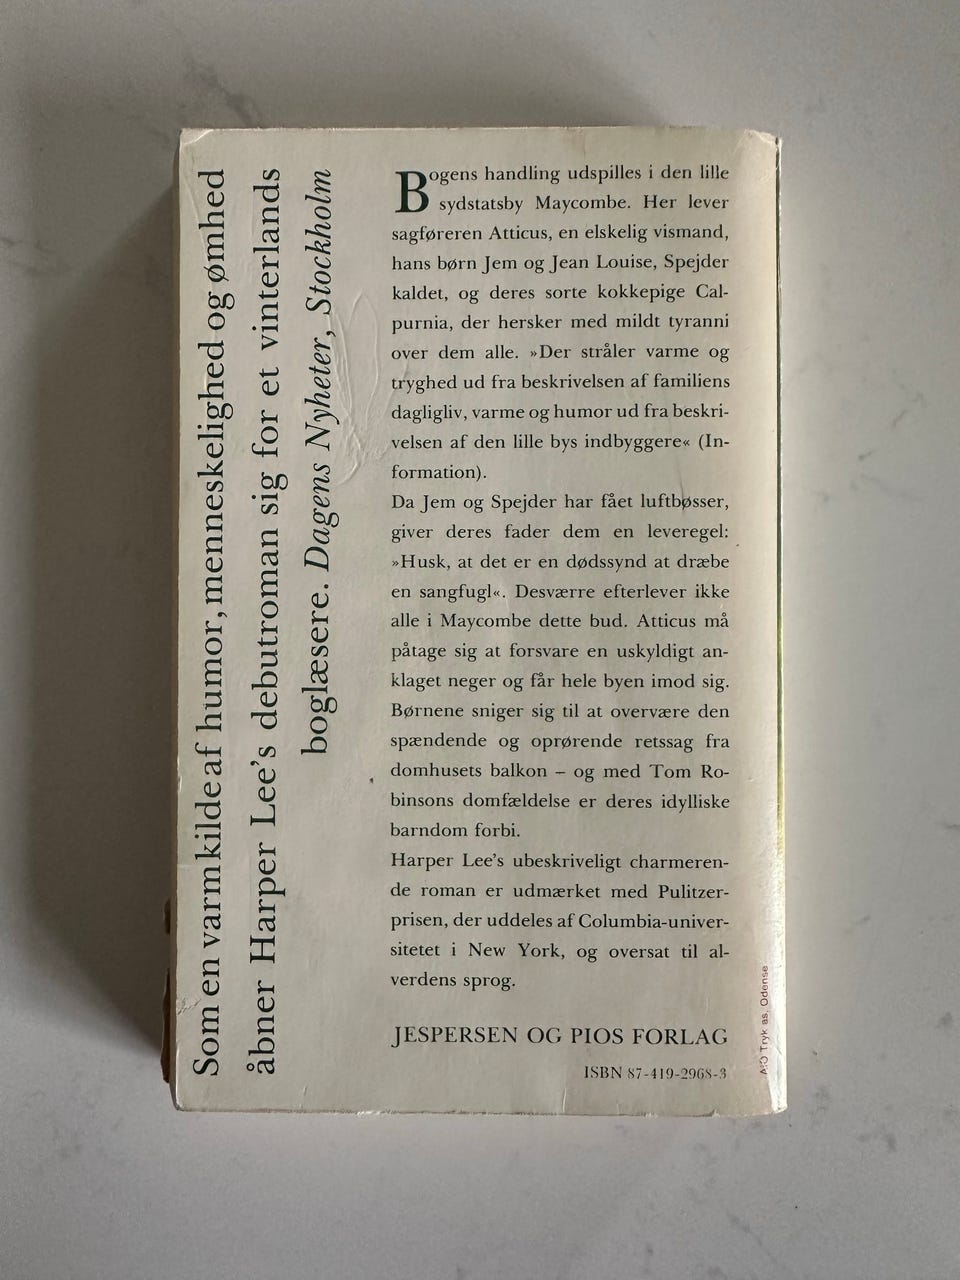 Som en varm kilde af humor, menneskelighed og ømhed
åbner Harper Lee's debutroman sig for et vinterlands
boglæsere. Dagens Nyheter, Stockholm
Bogens handling udspilles i den lille
sydstatsby Maycombe. Her lever
sagføreren Atticus, en elskelig vismand,
hans børn Jem og Jean Louise, Spejder
kaldet, og deres sorte kokkepige Cal-
purnia, der hersker med mildt tyranni
over dem alle. »Der stråler varme og
tryghed ud fra beskrivelsen af familiens
dagligliv, varme og humor ud fra beskri-
velsen af den lille bys indbyggere« (In-
formation).
Da Jem og Spejder har fået luftbøsser,
giver deres fader dem en leveregel:
»Husk, at det er en dødssynd at dræbe
en sangfugl«. Desværre efterlever ikke
alle i Maycombe dette bud. Atticus må
påtage sig at forsvare en uskyldigt an-
klaget neger og får hele byen imod sig.
Børnene sniger sig til at overvære den
spændende og oprørende retssag fra
domhusets balkon – og med Tom Ro-
binsons domfældelse er deres idylliske
barndom forbi.
Harper Lee's ubeskriveligt charmeren-
de roman er udmærket med Pulitzer-
prisen, der uddeles af Columbia-univer-
sitetet i New York, og oversat til al-
verdens sprog.
JESPERSEN OG PIOS FORLAG
ISBN 87-419-2968-3
Tryk as, Odense